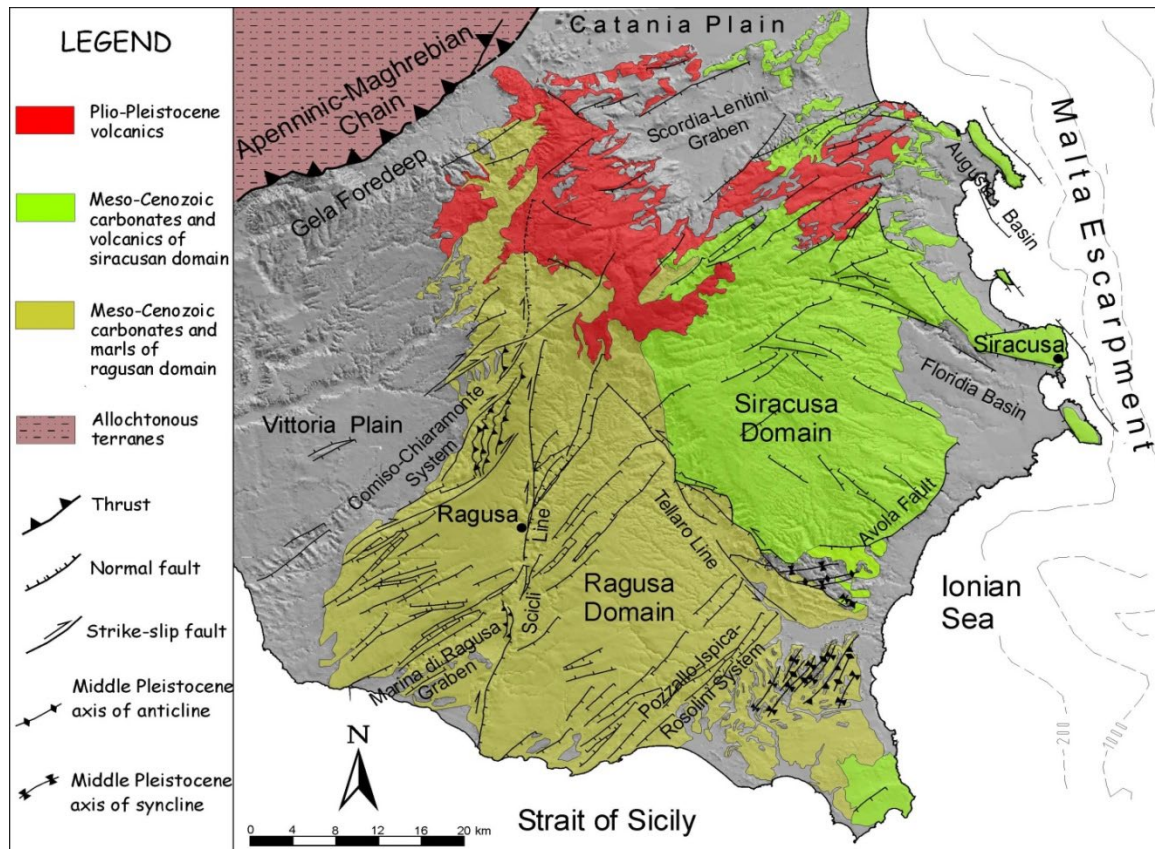 LEGEND
Plio-Pleistocene
volcanics
Meso-Cenozoic
carbonates and
volcanics of
siracusan domain
Meso-Cenozoic
carbonates and
marls of
ragusan domain
Allochtonous
terranes
Thrust
Normal fault
Strike-slip fault
Middle Pleistocene
axis of anticline
Middle Pleistocene
axis of syncline
Catania Plain
Apenninic-Maghrebian
Chain
Gela Foredeep
Scordia-Lentini
Graben
Augusta Basin
Malta Escarpment
Siracusa
Floridia Basin
Siracusa
Domain
Vittoria Plain
Comiso-Chiaramonte
System
Ragusa
Scicli Line
Tellaro Line
Avola Fault
Ragusa
Domain
Ionian
Sea
Marina di Ragusa
Graben
Pozzallo-Ispica-
Rosolini System
200
1000
N
0 4 8 12 16 20 km
Strait of Sicily